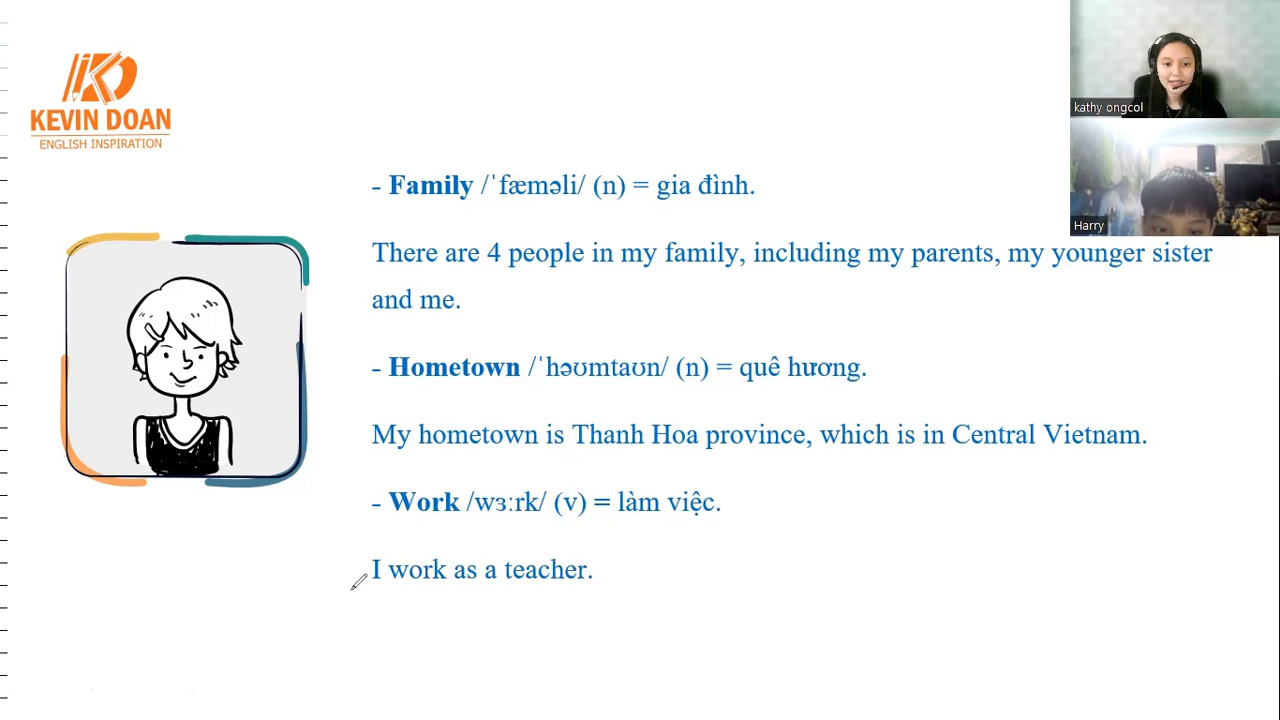 KEVIN DOAN
ENGLISH INSPIRATION
kathy ongcol
Harry
- Family /ˈfæməli/ (n) = gia đình.
There are 4 people in my family, including my parents, my younger sister
and me.
- Hometown /ˈhəʊmtaʊn/ (n) = quê hương.
My hometown is Thanh Hoa province, which is in Central Vietnam.
- Work /wɜːrk/ (v) = làm việc.
I work as a teacher.